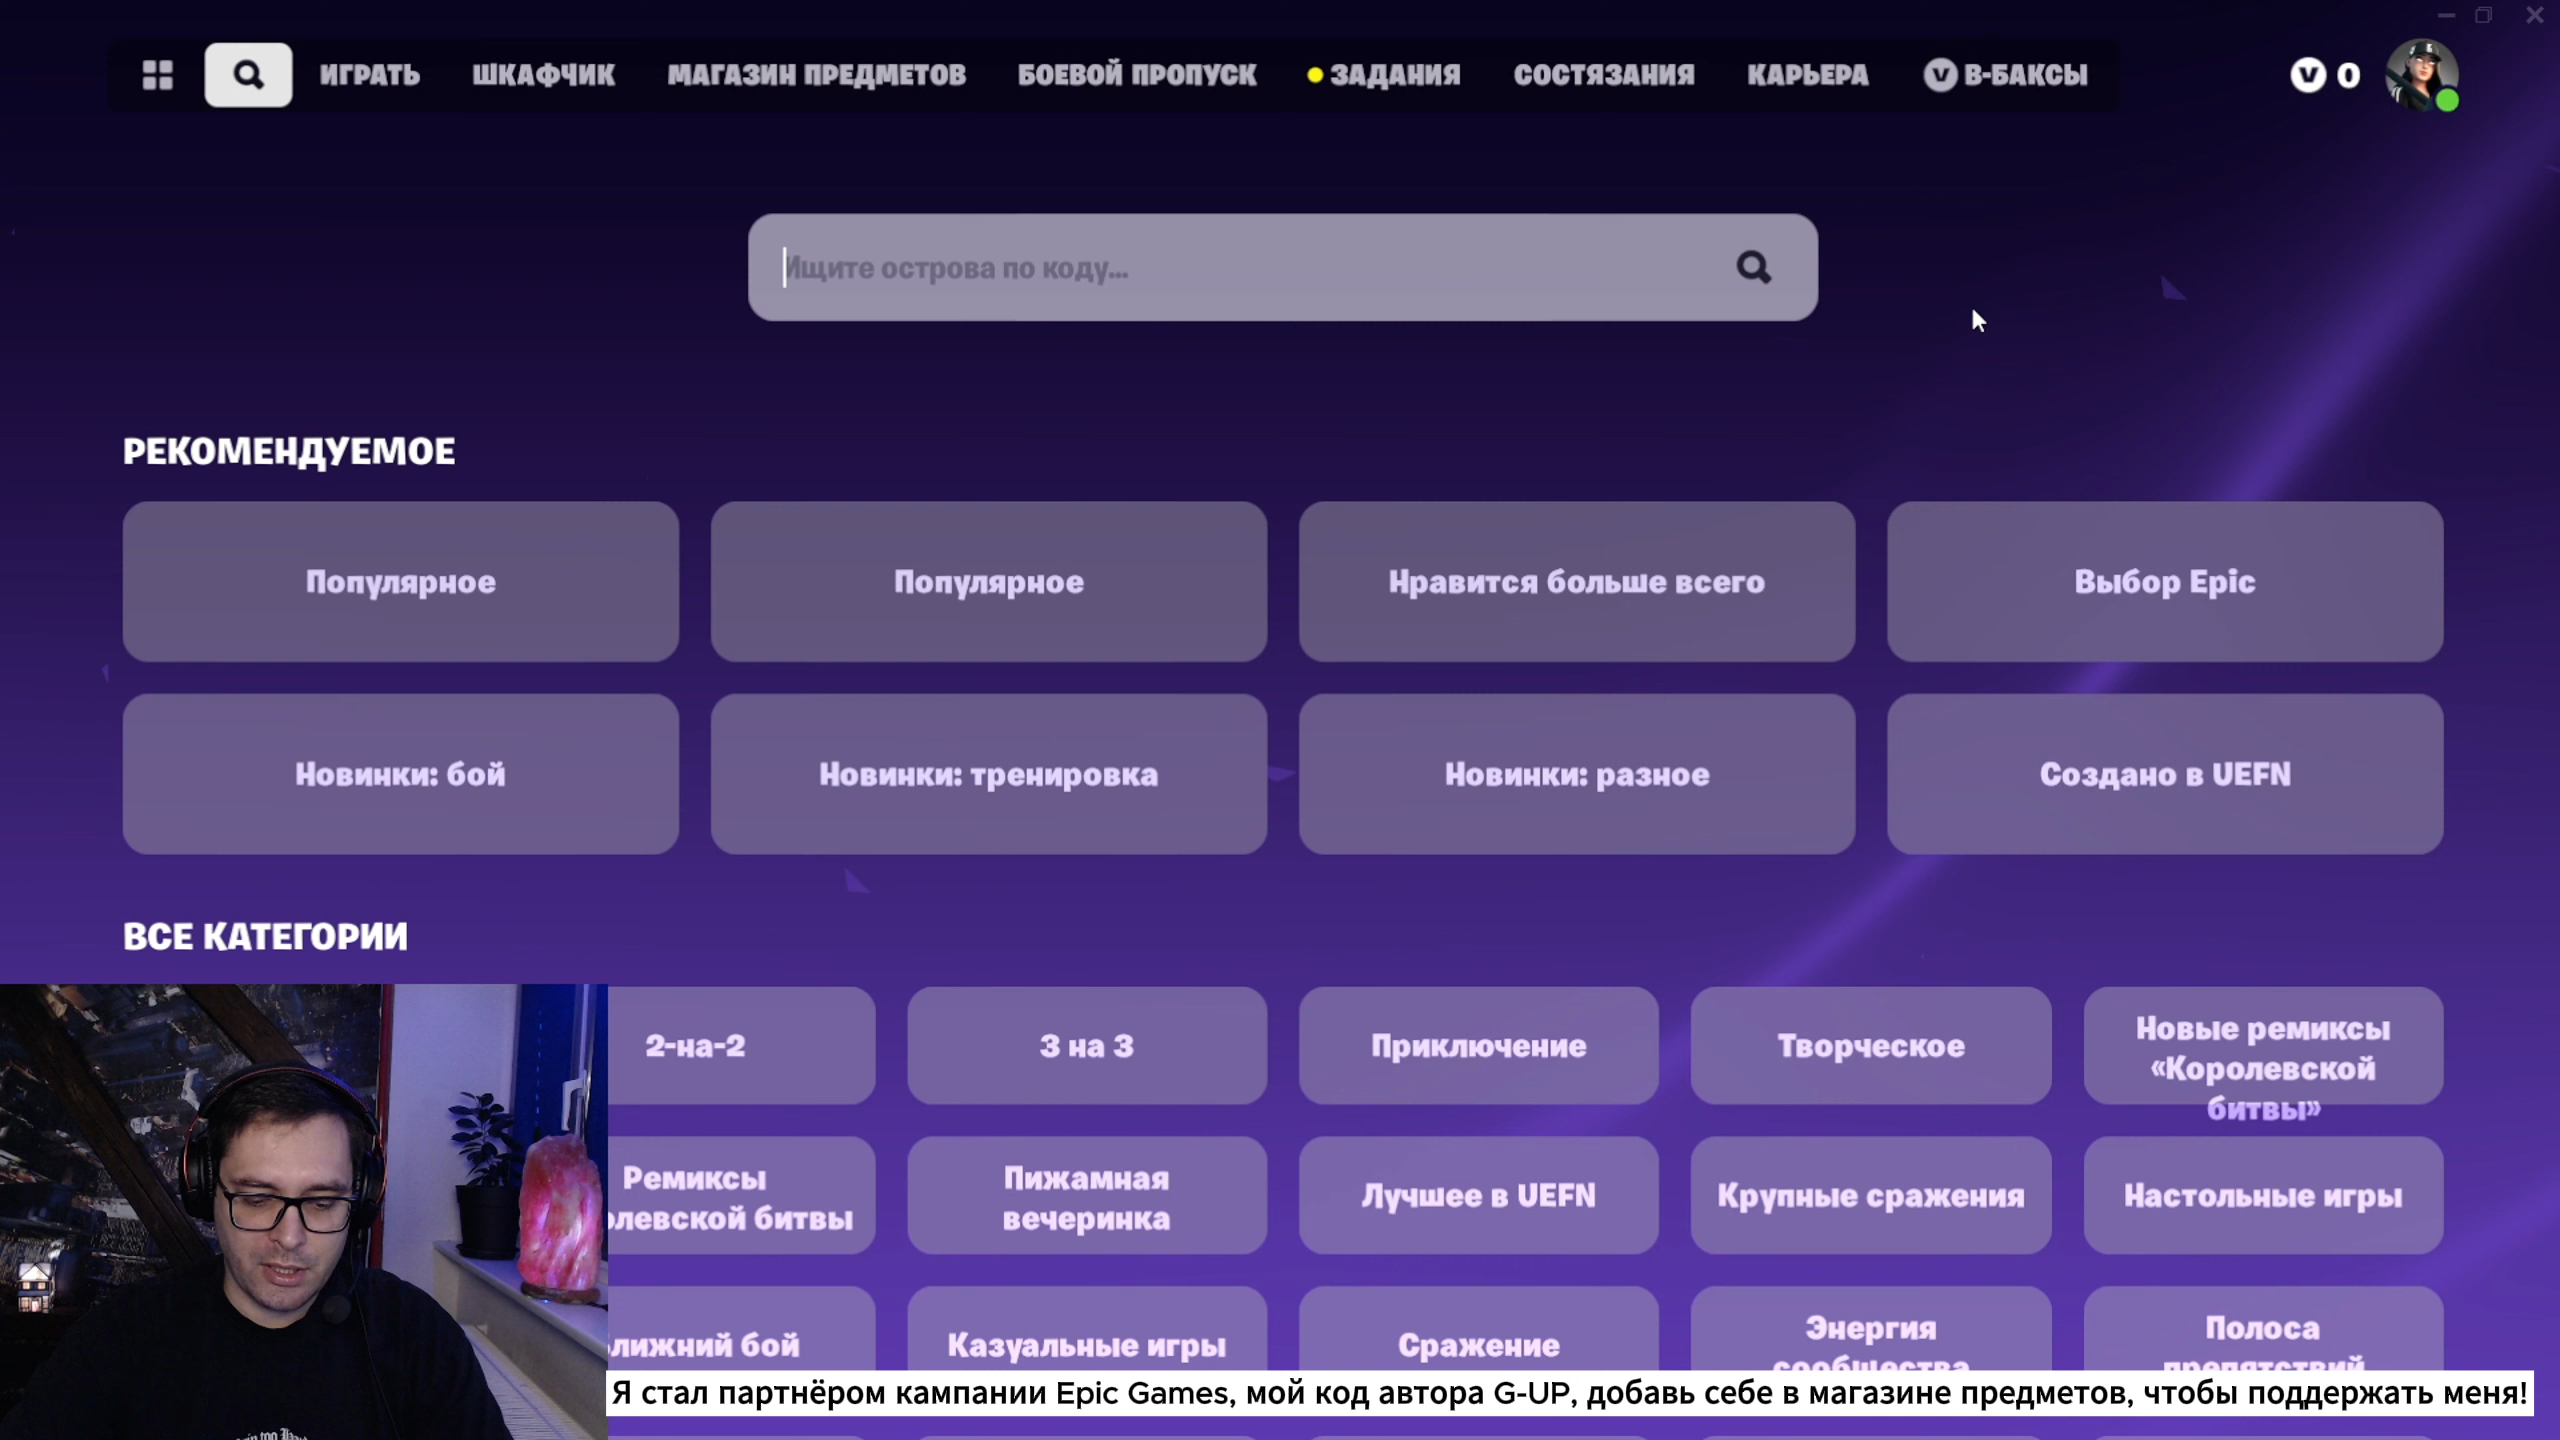 ИГРАТЬ ШКАФЧИК МАГАЗИН ПРЕДМЕТОВ БОЕВОЙ ПРОПУСК ЗАДАНИЯ СОСТЯЗАНИЯ КАРЬЕРА В-БАКСЫ 0
Ищите острова по коду...
РЕКОМЕНДУЕМОЕ
Популярное Популярное Нравится больше всего Выбор Epic
Новинки: бой Новинки: тренировка Новинки: разное Создано в UEFN
ВСЕ КАТЕГОРИИ
2-на-2 3 на 3 Приключение Творческое
Новые ремиксы
«Королевской
битвы»
Ремиксы
олевской битвы
Пижамная
вечеринка
Лучшее в UEFN Крупные сражения Настольные игры
лижний бой Казуальные игры Сражение
Энергия
сообщества
Полоса
препятствий
Я стал партнёром кампании Epic Games, мой код автора G-UP, добавь себе в магазине предметов, чтобы поддержать меня!